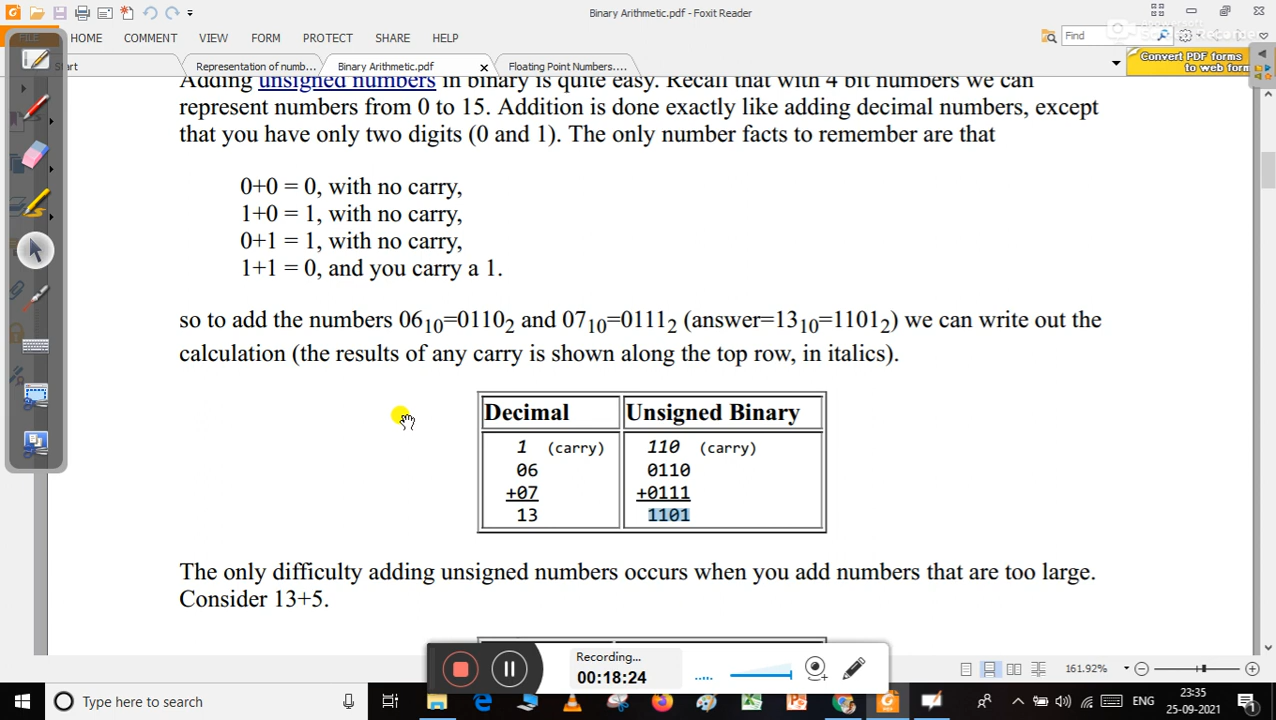 Binary Arithmetic.pdf - Foxit Reader
FILE HOME COMMENT VIEW FORM PROTECT SHARE HELP
Find
Start Representation of numb... Binary Arithmetic.pdf Floating Point Numbers....
Convert PDF forms
to web form
Adding unsigned numbers in binary is quite easy. Recall that with 4 bit numbers we can
represent numbers from 0 to 15. Addition is done exactly like adding decimal numbers, except
that you have only two digits (0 and 1). The only number facts to remember are that
0+0 = 0, with no carry,
1+0 = 1, with no carry,
0+1 = 1, with no carry,
1+1 = 0, and you carry a 1.
so to add the numbers 06₁₀=0110₂ and 07₁₀=0111₂ (answer=13₁₀=1101₂) we can write out the
calculation (the results of any carry is shown along the top row, in italics).
Decimal Unsigned Binary
1 (carry) 110 (carry)
06 0110
+07 +0111
13 1101
The only difficulty adding unsigned numbers occurs when you add numbers that are too large.
Consider 13+5.
Recording...
00:18:24
161.92%
Type here to search
ENG
23:35
25-09-2021
1